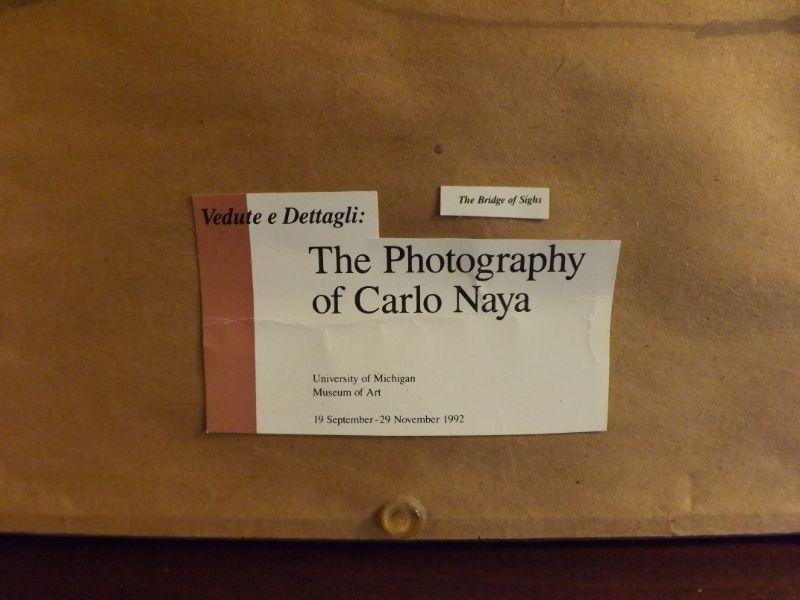 The Bridge of Sighs
Vedute e Dettagli:
The Photography
of Carlo Naya
University of Michigan
Museum of Art
19 September - 29 November 1992